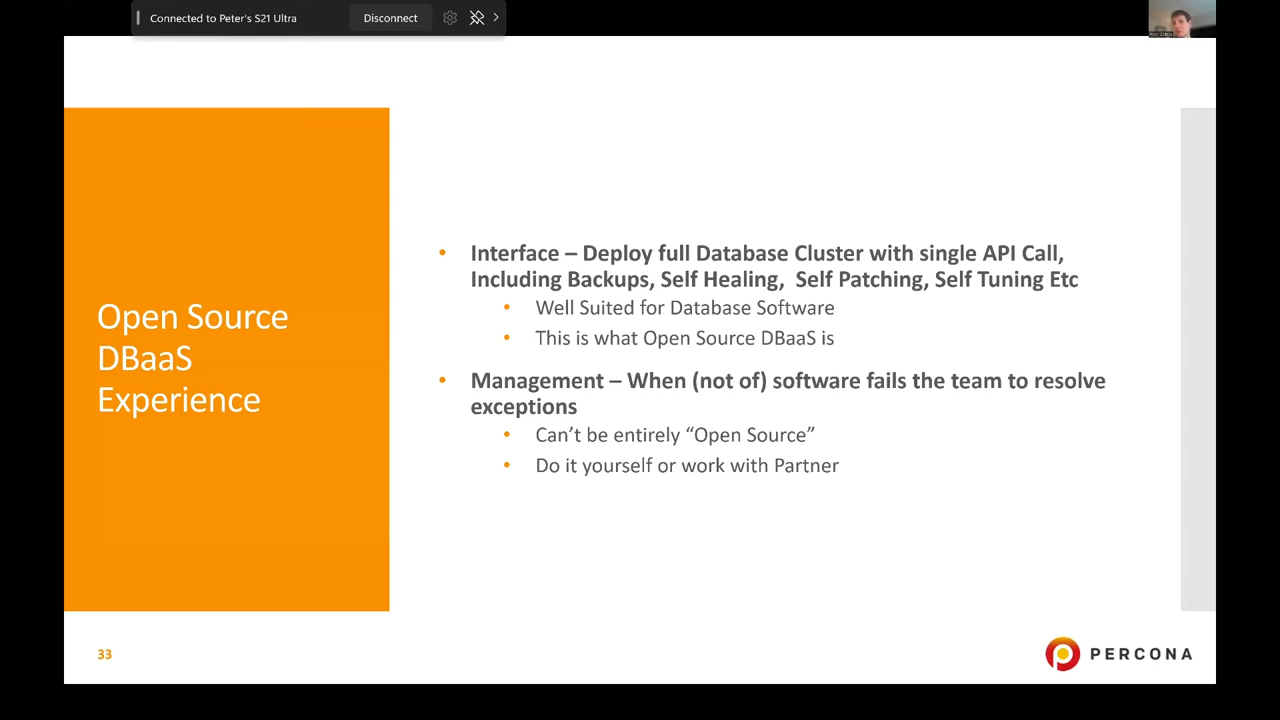 Connected to Peter's S21 Ultra
Disconnect
Open Source
DBaaS
Experience
• Interface – Deploy full Database Cluster with single API Call,
Including Backups, Self Healing,  Self Patching, Self Tuning Etc
• Well Suited for Database Software
• This is what Open Source DBaaS is
• Management – When (not of) software fails the team to resolve
exceptions
• Can't be entirely “Open Source”
• Do it yourself or work with Partner
33
PERCONA